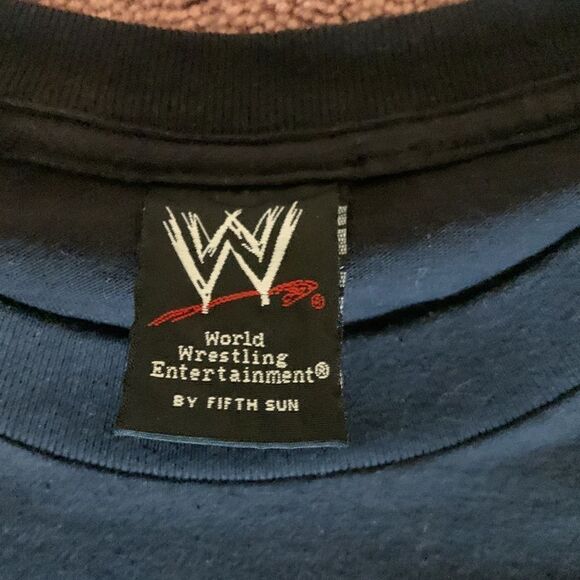 W
World
Wrestling
Entertainment®
BY FIFTH SUN